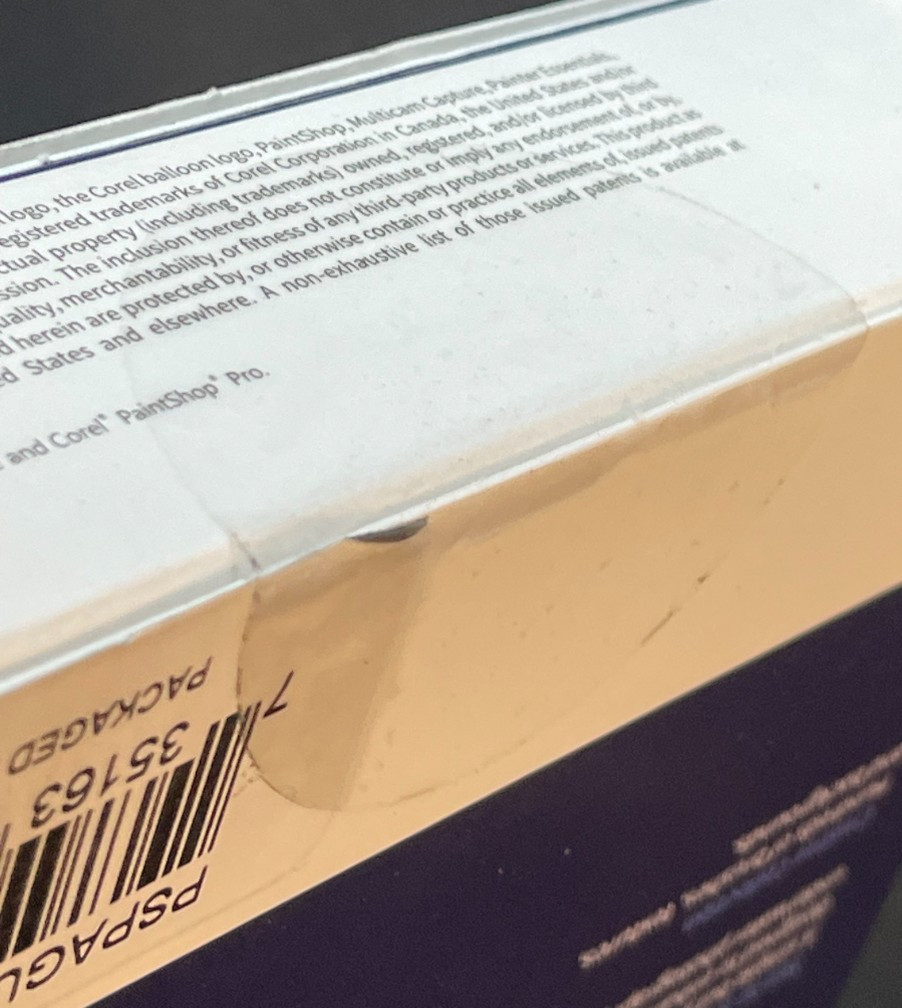 logo, the Corel balloon logo, PaintShop, Multicam Capture, Painter Essentials,
egistered trademarks of Corel Corporation in Canada, the United States and/or
ctual property (including trademarks) owned, registered, and/or licensed by third
ssion. The inclusion thereof does not constitute or imply any endorsement of, or by,
uality, merchantability, or fitness of any third-party products or services. This product as
d herein are protected by, or otherwise contain or practice all elements of, issued patents
ed States and elsewhere. A non-exhaustive list of those issued patents is available at
and Corel® PaintShop® Pro.
PSPAGU
7 35163
PACKAGED